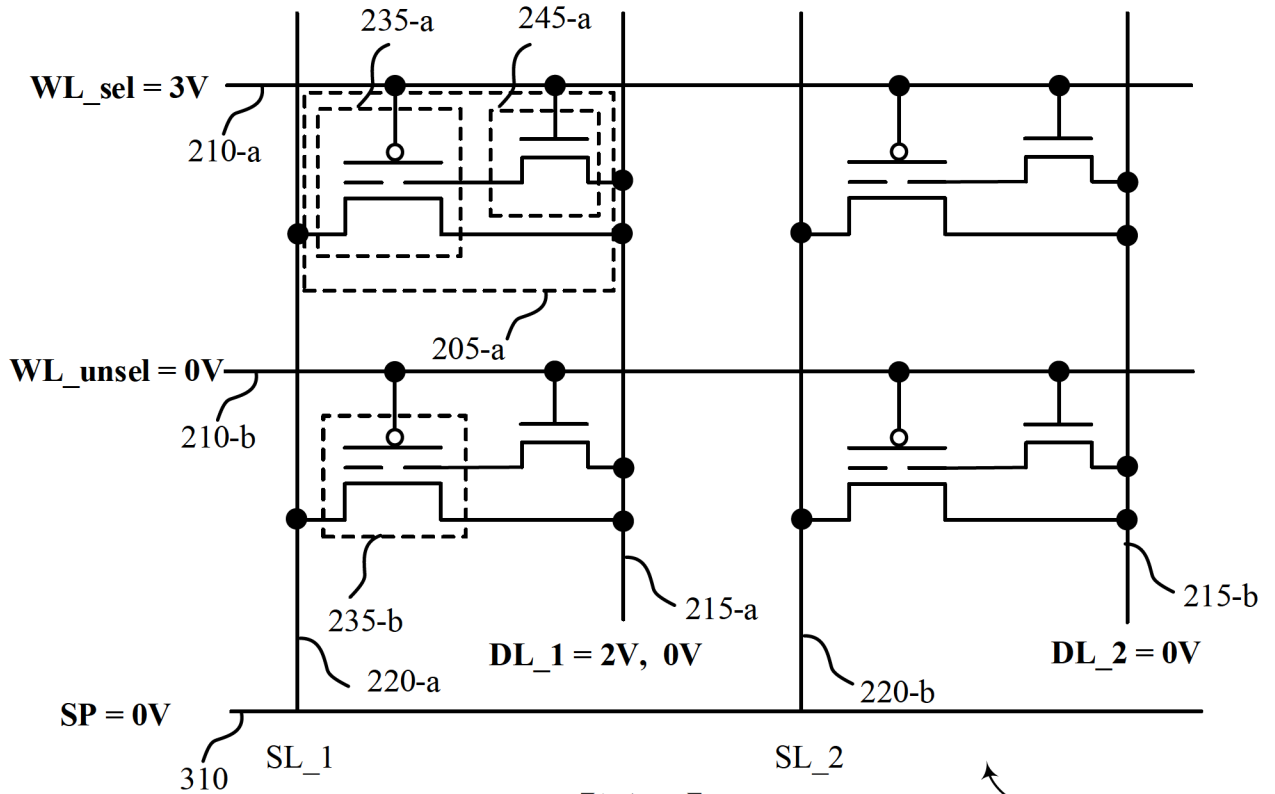 235-a 245-a
WL_sel = 3V
210-a
205-a
WL_unsel = 0V
210-b
235-b 215-a 215-b
DL_1 = 2V, 0V DL_2 = 0V
220-a 220-b
SP = 0V
310 SL_1 SL_2